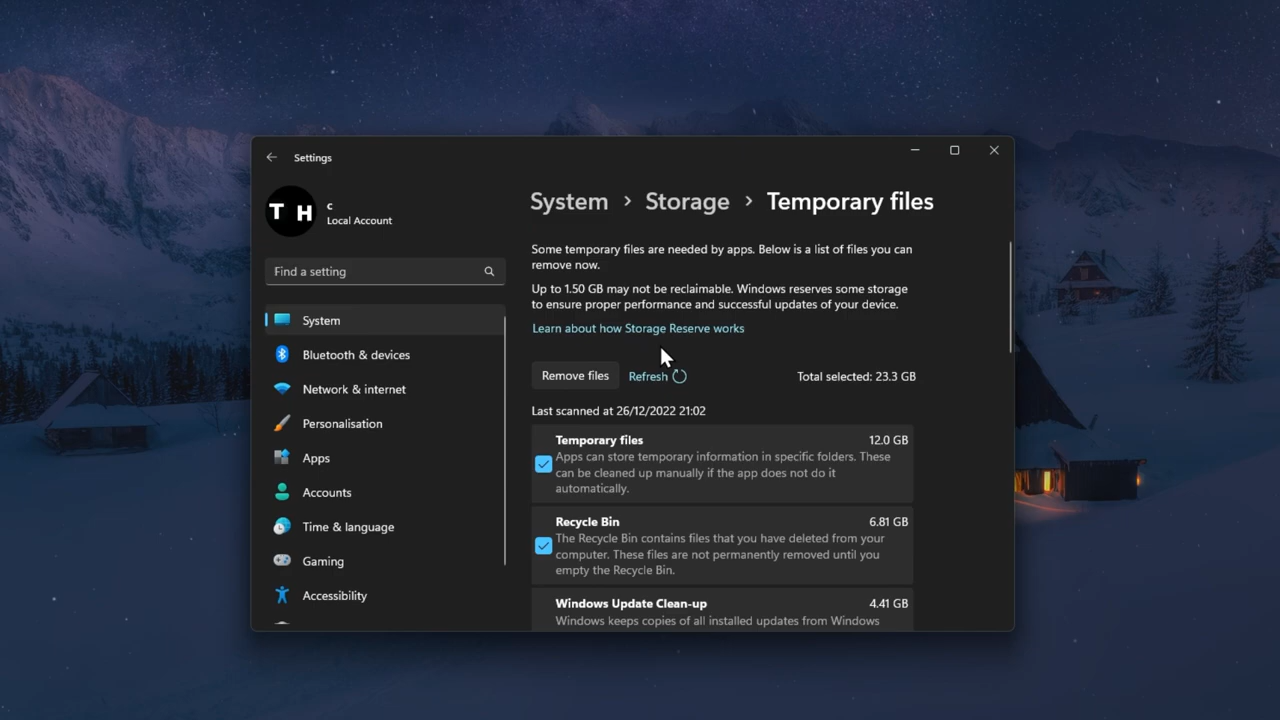 Settings
T H
c
Local Account
Find a setting
System
Bluetooth & devices
Network & internet
Personalisation
Apps
Accounts
Time & language
Gaming
Accessibility
System > Storage > Temporary files
Some temporary files are needed by apps. Below is a list of files you can
remove now.
Up to 1.50 GB may not be reclaimable. Windows reserves some storage
to ensure proper performance and successful updates of your device.
Learn about how Storage Reserve works
Remove files Refresh Total selected: 23.3 GB
Last scanned at 26/12/2022 21:02
Temporary files 12.0 GB
Apps can store temporary information in specific folders. These
can be cleaned up manually if the app does not do it
automatically.
Recycle Bin 6.81 GB
The Recycle Bin contains files that you have deleted from your
computer. These files are not permanently removed until you
empty the Recycle Bin.
Windows Update Clean-up 4.41 GB
Windows keeps copies of all installed updates from Windows